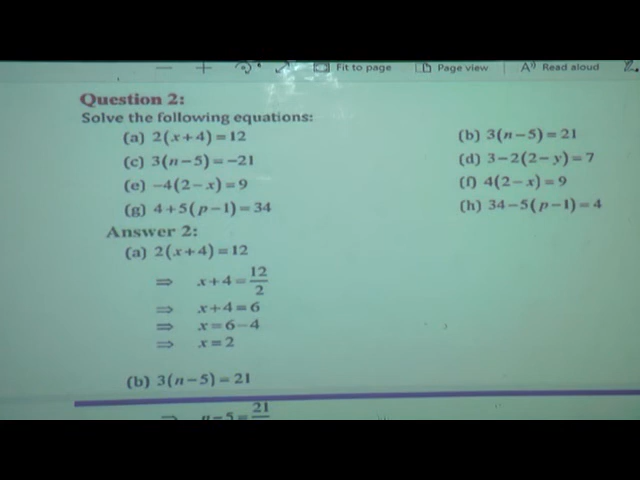 Fit to page Page view Read aloud
Question 2:
Solve the following equations:
(a) 2(x+4)=12 (b) 3(n−5)=21
(c) 3(n−5)=−21 (d) 3−2(2−y)=7
(e) −4(2−x)=9 (f) 4(2−x)=9
(g) 4+5(p−1)=34 (h) 34−5(p−1)=4
Answer 2:
(a) 2(x+4)=12
⇒ x+4=12/2
⇒ x+4=6
⇒ x=6−4
⇒ x=2
(b) 3(n−5)=21
⇒ n−5=21